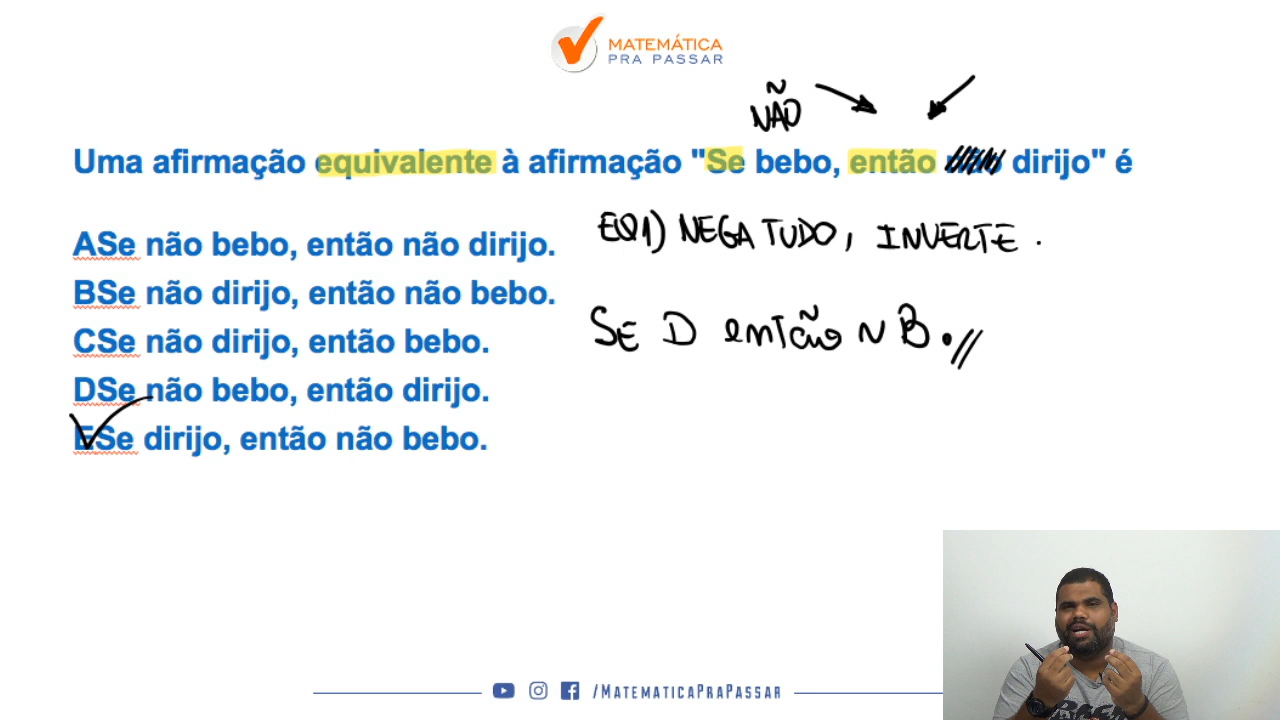 MATEMÁTICA
PRA PASSAR
NÃO
Uma afirmação equivalente à afirmação "Se bebo, então não dirijo" é
ASe não bebo, então não dirijo.
EQ1) NEGA TUDO, INVERTE.
BSe não dirijo, então não bebo.
CSe não dirijo, então bebo.
SE D então N B.//
DSe não bebo, então dirijo.
ESe dirijo, então não bebo.
/MATEMATICAPRAPASSAR